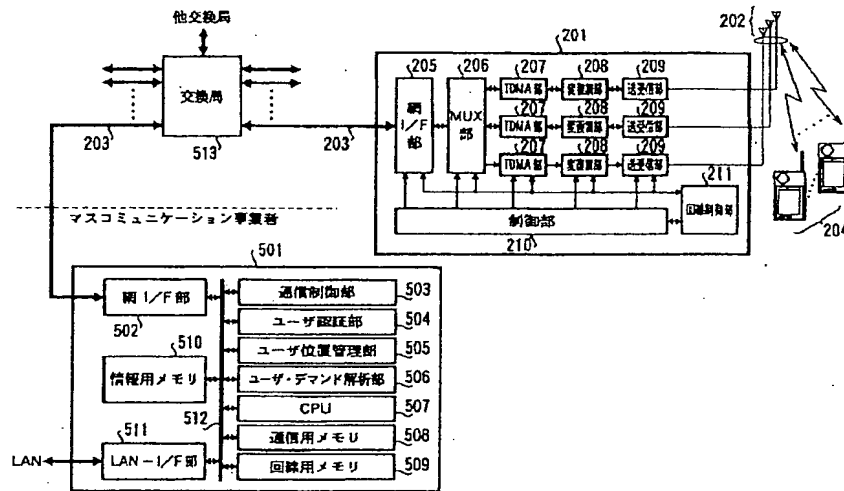 他交換局
交換局
513
203
203
201
202
205
206
207
208
209
網 I/F部
MUX部
TDMA部
変復調部
送受信部
207
208
209
TDMA部
変復調部
送受信部
207
208
209
TDMA部
変復調部
送受信部
211
回線制御部
制御部
210
204
マスコミュニケーション事業者
501
網 I/F部
502
通信制御部
503
ユーザ認証部
504
510
情報用メモリ
ユーザ位置管理部
505
ユーザ・デマンド解析部
506
512
CPU
507
511
通信用メモリ
508
LAN
LAN-I/F部
回線用メモリ
509